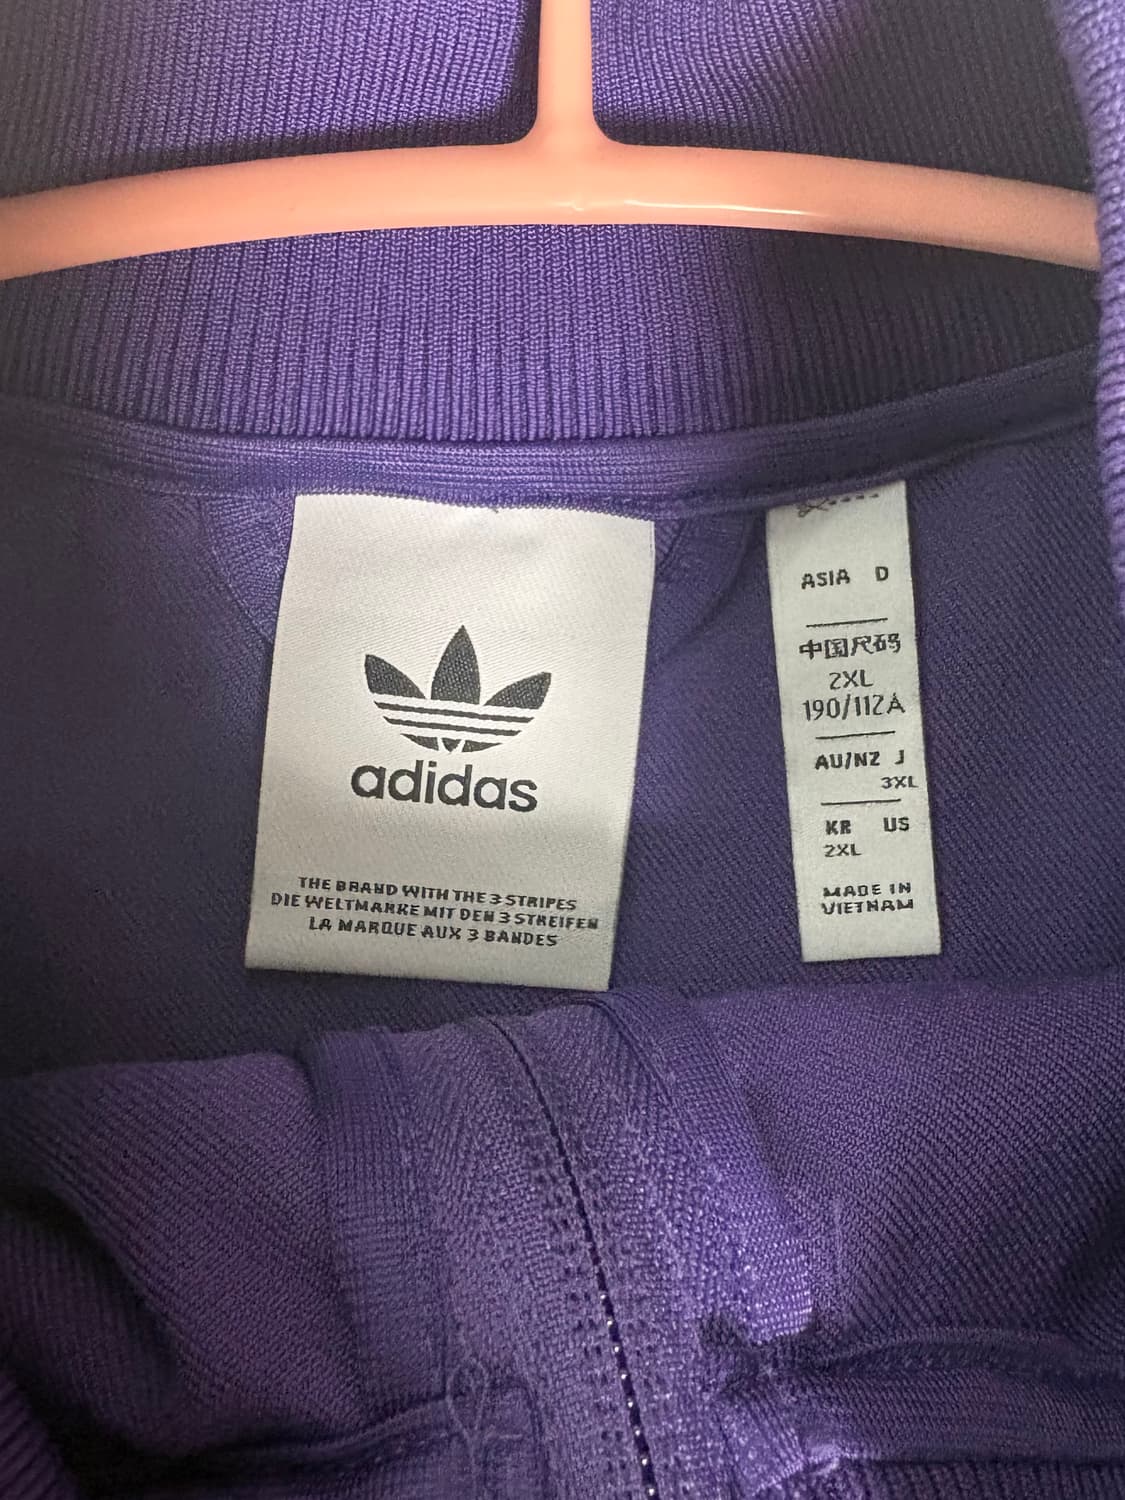 adidas
THE BRAND WITH THE 3 STRIPES
DIE WELTMARKE MIT DEN 3 STREIFEN
LA MARQUE AUX 3 BANDES
ASIA D
中国尺码
2XL
190/112A
AU/NZ J
3XL
KR US
2XL
MADE IN
VIETNAM